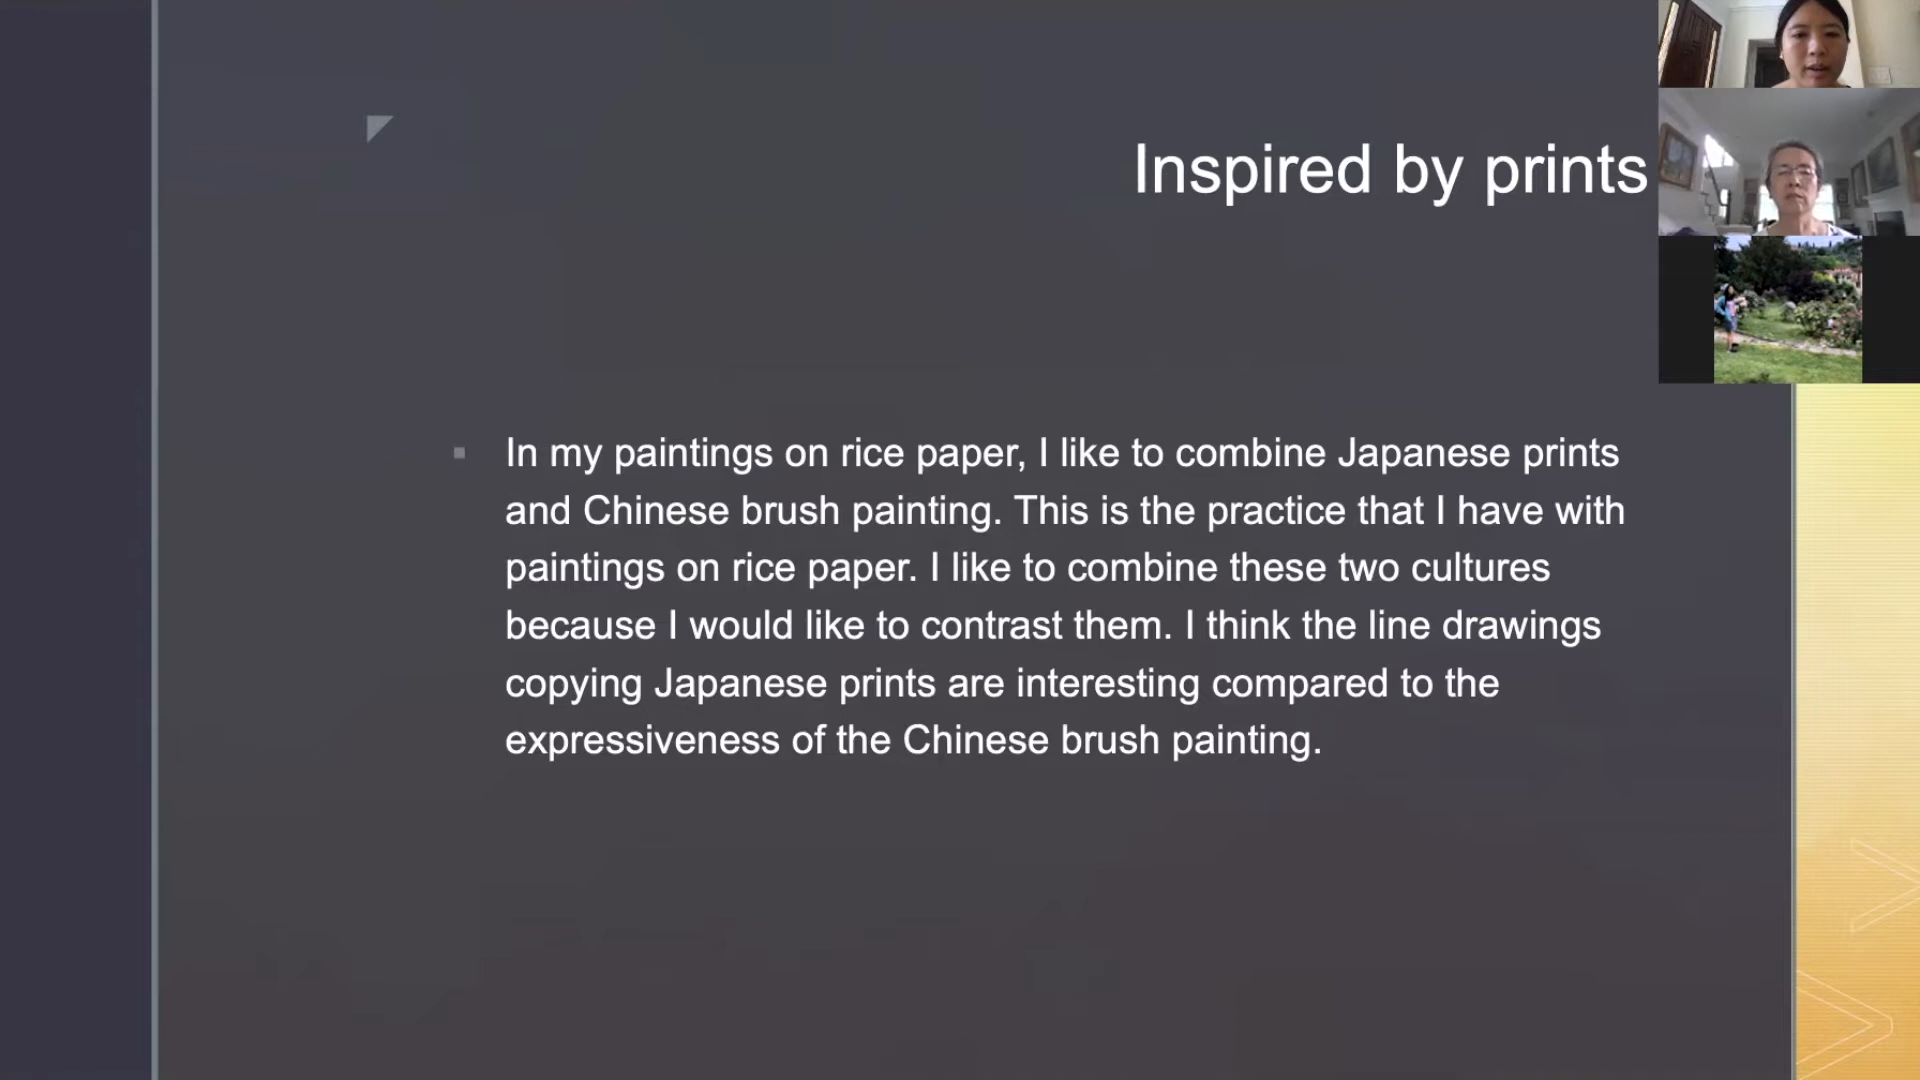 Inspired by prints
In my paintings on rice paper, I like to combine Japanese prints
and Chinese brush painting. This is the practice that I have with
paintings on rice paper. I like to combine these two cultures
because I would like to contrast them. I think the line drawings
copying Japanese prints are interesting compared to the
expressiveness of the Chinese brush painting.